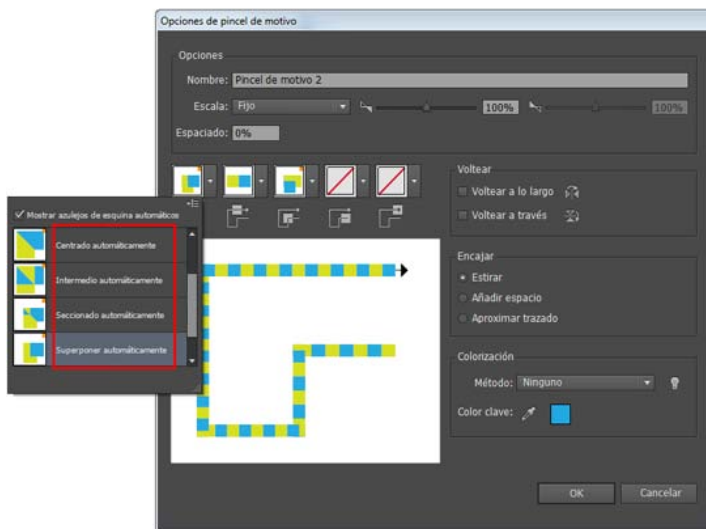 Opciones de pincel de motivo
Opciones
Nombre: Pincel de motivo 2
Escala: Fijo 100% 100%
Espaciado: 0%
Mostrar azulejos de esquina automáticos
Centrado automáticamente
Intermedio automáticamente
Seccionado automáticamente
Superponer automáticamente
Voltear
Voltear a lo largo
Voltear a través
Encajar
Estirar
Añadir espacio
Aproximar trazado
Colorización
Método: Ninguno
Color clave:
OK Cancelar